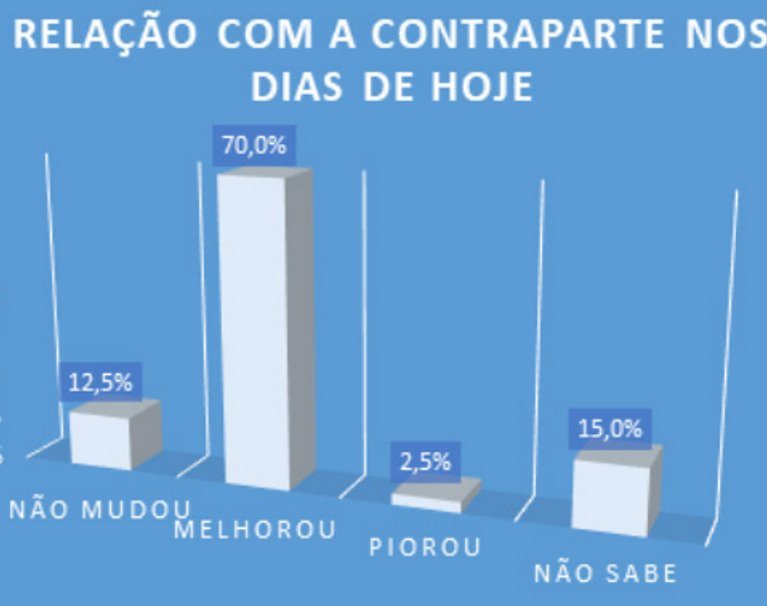 RELAÇÃO COM A CONTRAPARTE NOS
DIAS DE HOJE
70,0%
12,5%
2,5%
15,0%
NÃO MUDOU
MELHOROU
PIOROU
NÃO SABE